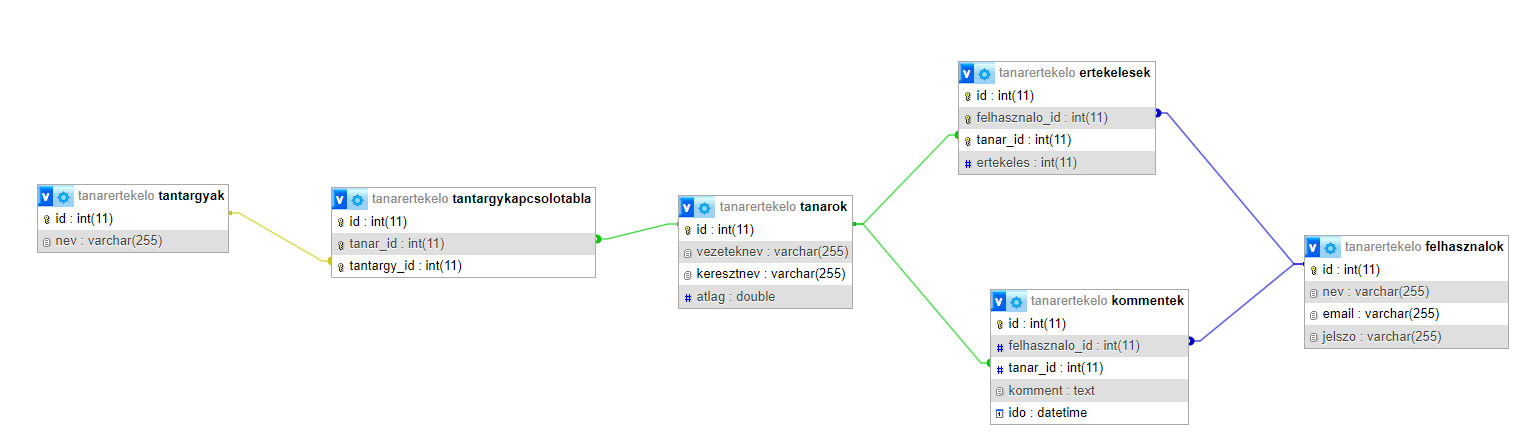 tanarertekelo tantargyak
id : int(11)
nev : varchar(255)
tanarertekelo tantargykapcsolotabla
id : int(11)
tanar_id : int(11)
tantargy_id : int(11)
tanarertekelo tanarok
id : int(11)
vezeteknev : varchar(255)
keresztnev : varchar(255)
# atlag : double
tanarertekelo ertekelesek
id : int(11)
felhasznalo_id : int(11)
tanar_id : int(11)
# ertekeles : int(11)
tanarertekelo kommentek
id : int(11)
# felhasznalo_id : int(11)
# tanar_id : int(11)
komment : text
ido : datetime
tanarertekelo felhasznalok
id : int(11)
nev : varchar(255)
email : varchar(255)
jelszo : varchar(255)